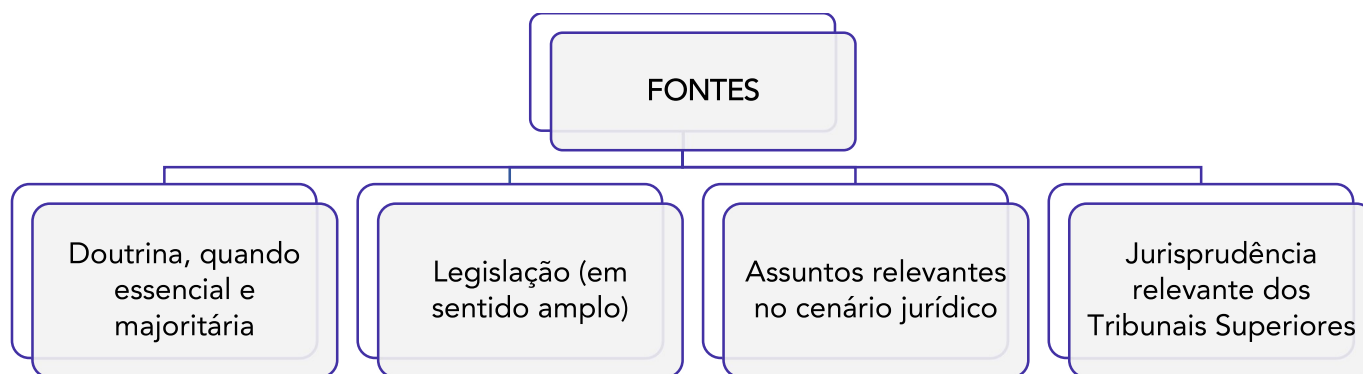 FONTES
Doutrina, quando
essencial e
majoritária
Legislação (em
sentido amplo)
Assuntos relevantes
no cenário jurídico
Jurisprudência
relevante dos
Tribunais Superiores